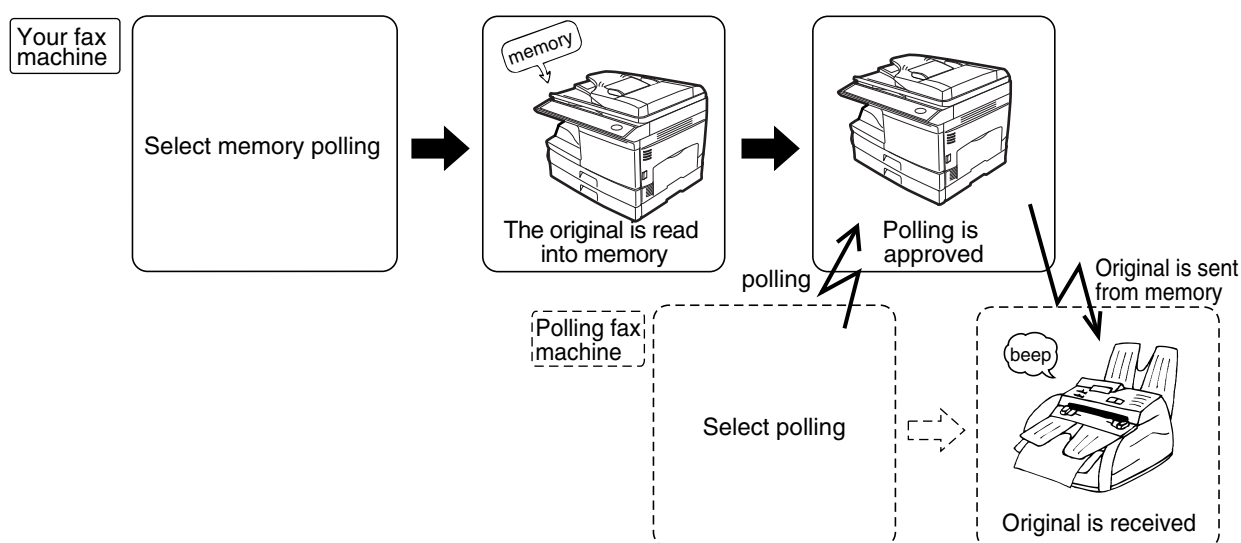 Your fax
machine
Select memory polling
memory
The original is read
into memory
Polling is
approved
polling
Original is sent
from memory
Polling fax
machine
Select polling
beep
Original is received